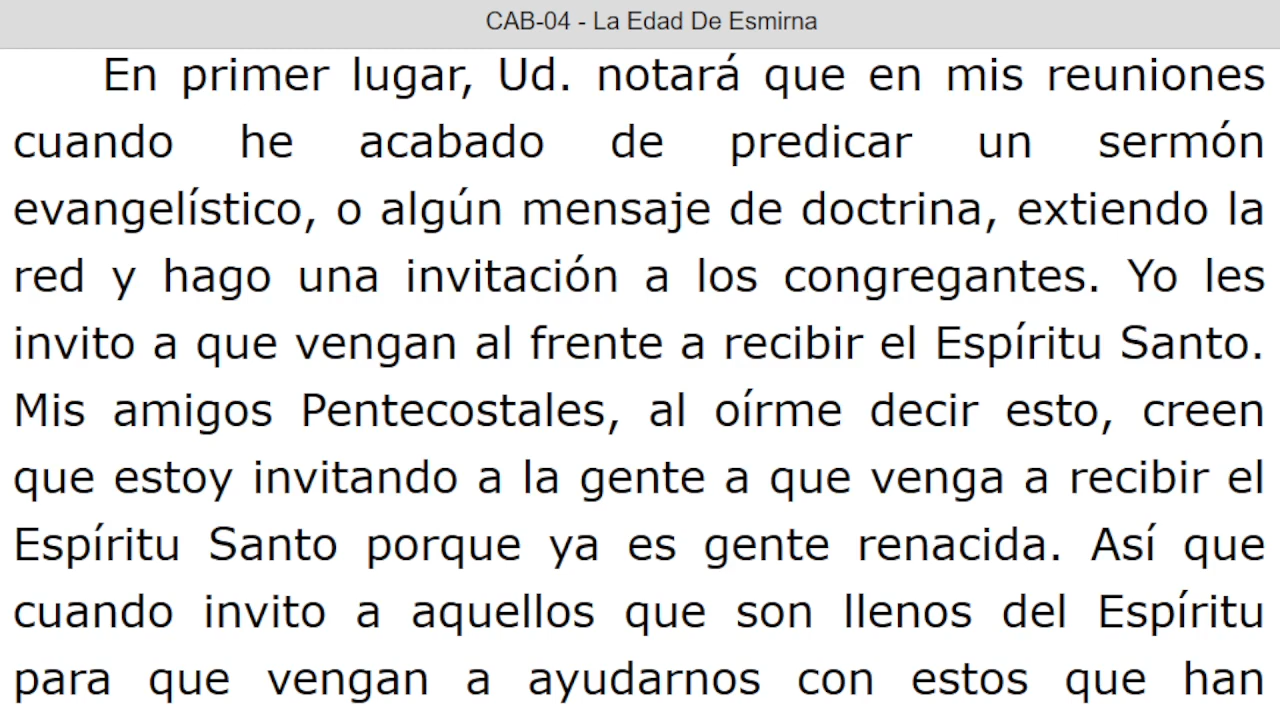 CAB-04 - La Edad De Esmirna
En primer lugar, Ud. notará que en mis reuniones
cuando he acabado de predicar un sermón
evangelístico, o algún mensaje de doctrina, extiendo la
red y hago una invitación a los congregantes. Yo les
invito a que vengan al frente a recibir el Espíritu Santo.
Mis amigos Pentecostales, al oírme decir esto, creen
que estoy invitando a la gente a que venga a recibir el
Espíritu Santo porque ya es gente renacida. Así que
cuando invito a aquellos que son llenos del Espíritu
para que vengan a ayudarnos con estos que han